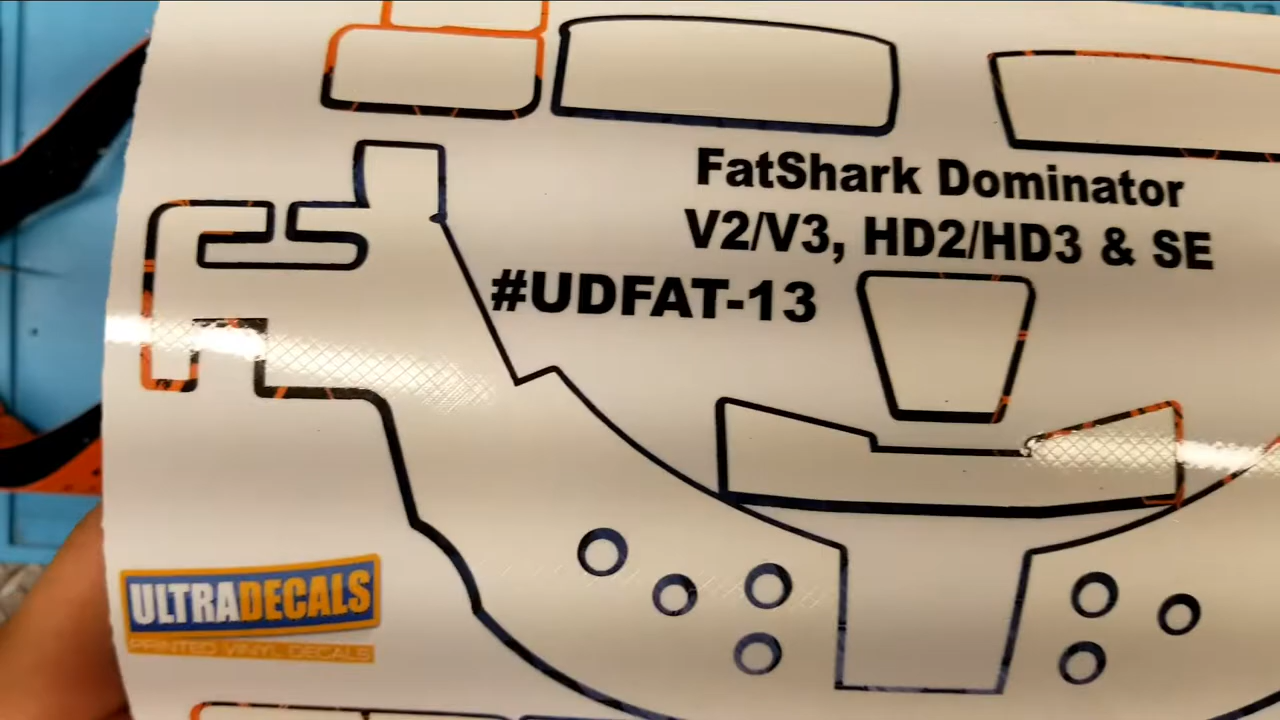 FatShark Dominator
V2/V3, HD2/HD3 & SE
#UDFAT-13
ULTRADECALS
PRINTED VINYL DECALS